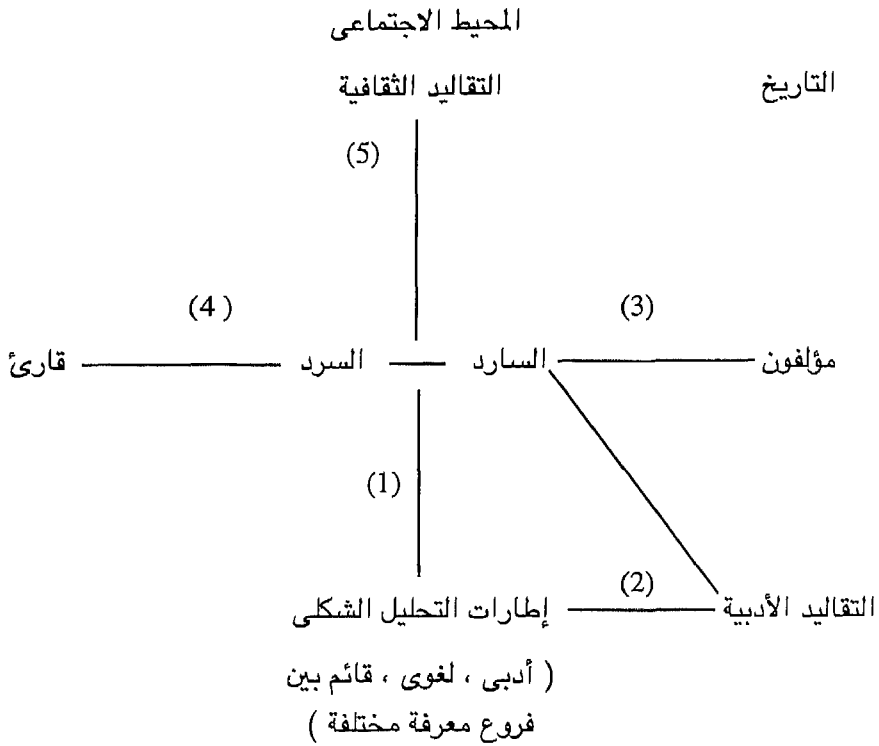 المحيط الاجتماعى
التقاليد الثقافية
التاريخ
(5)
(3)
(4 )
مؤلفون
السارد
السرد
قارئ
(1)
(2)
التقاليد الأدبية
إطارات التحليل الشكلى
( أدبى ، لغوى ، قائم بين
فروع معرفة مختلفة )